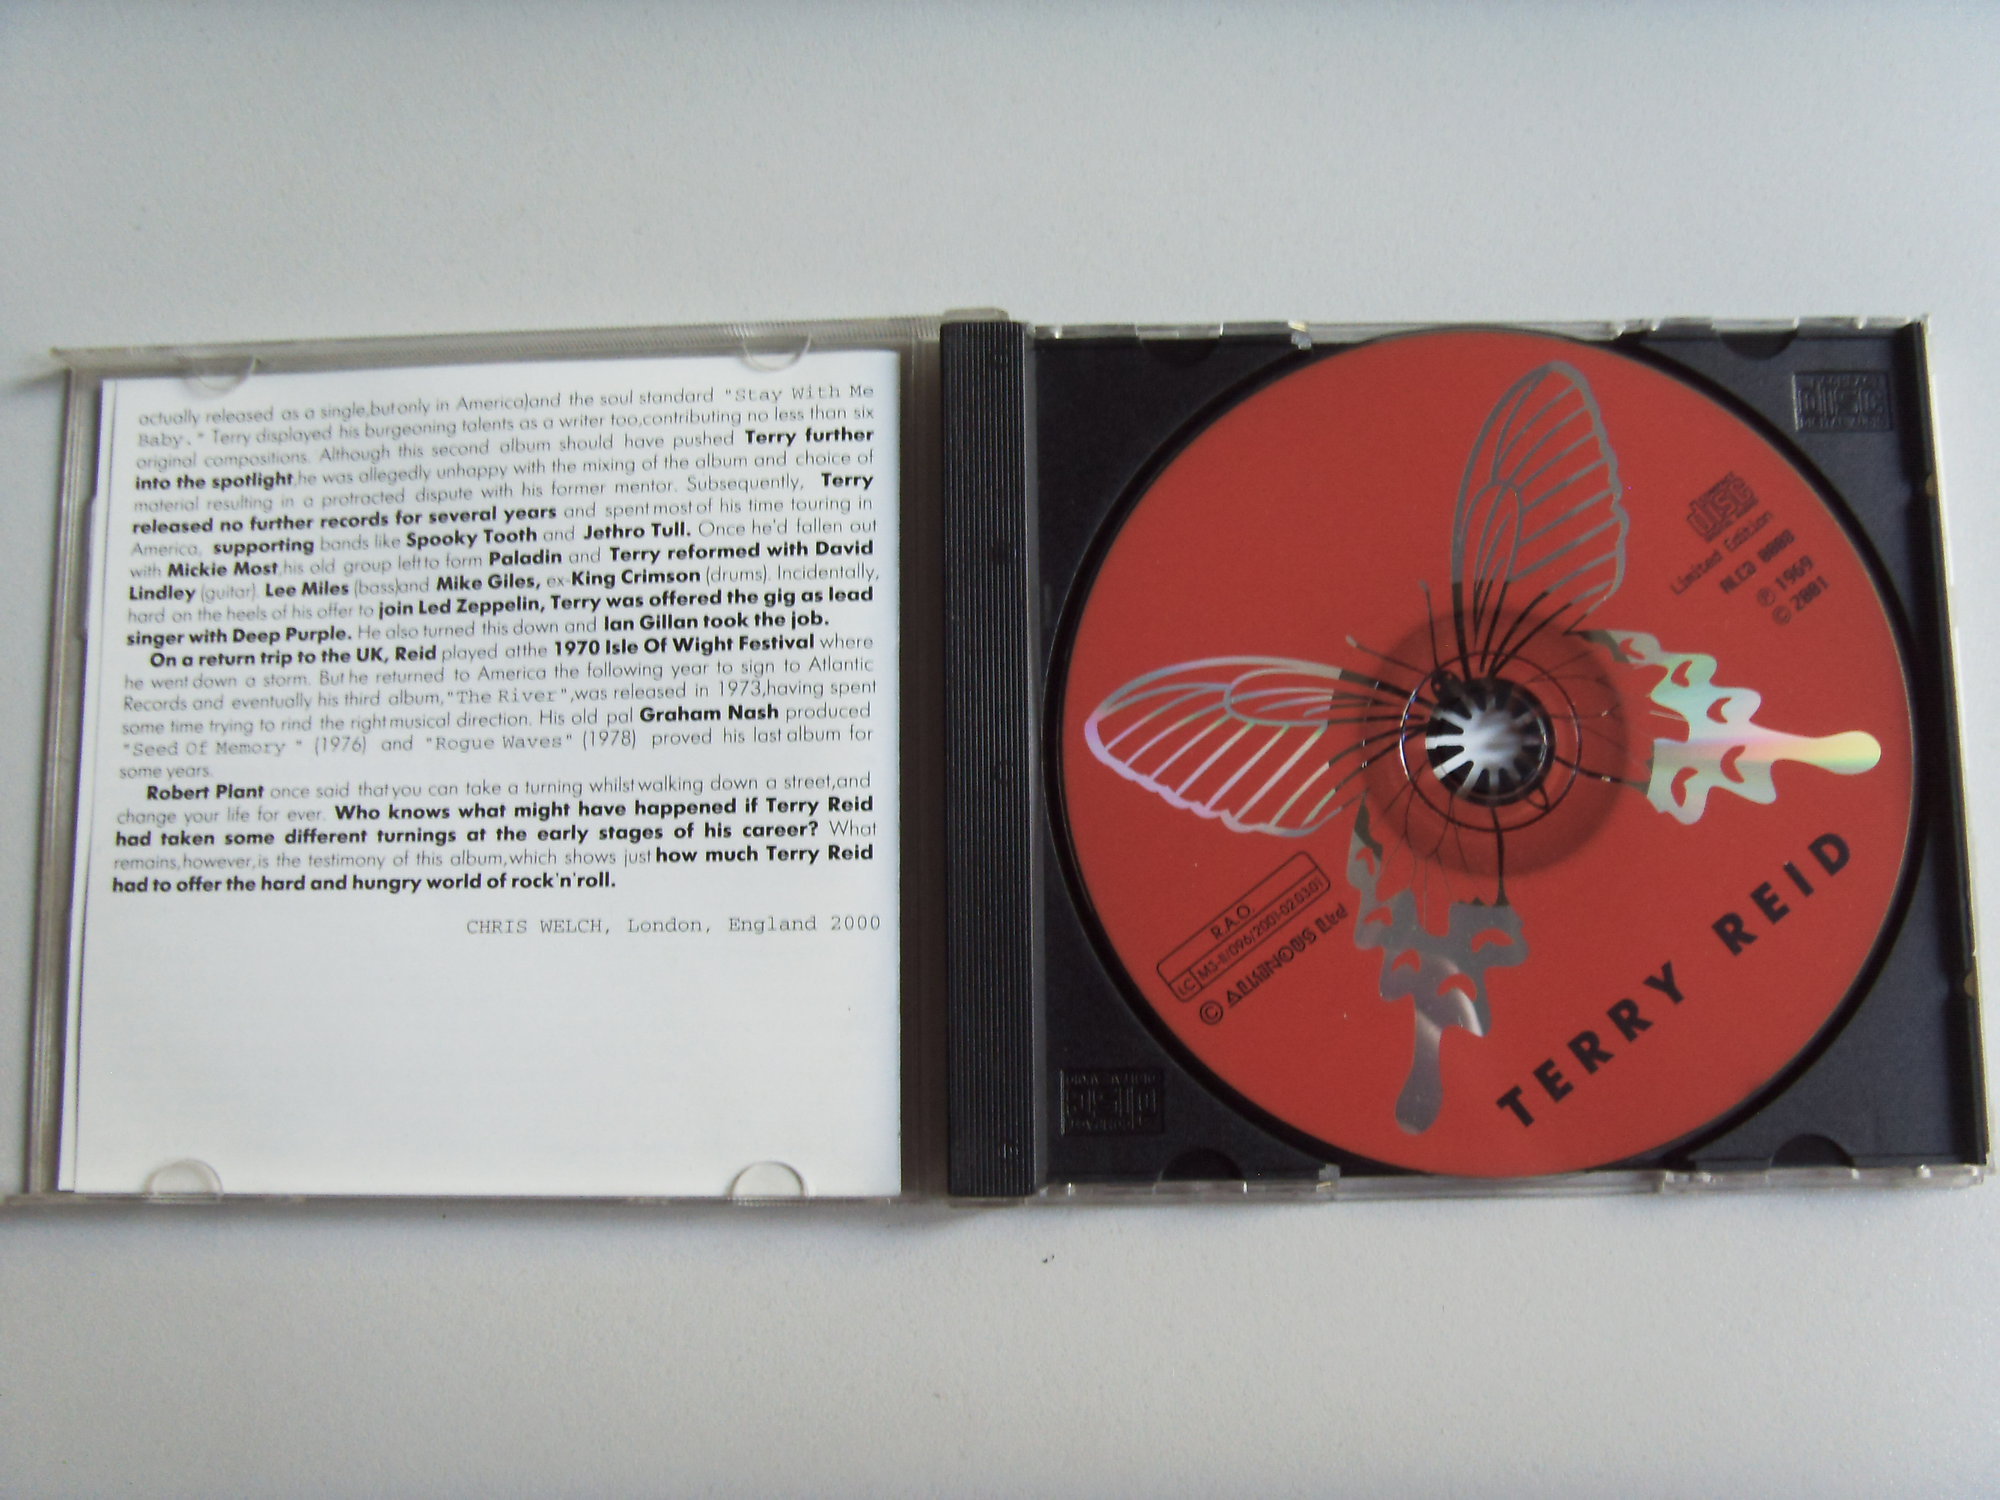 actually released as a single,but only in America)and the soul standard "Stay With Me
Baby." Terry displayed his burgeoning talents as a writer too,contributing no less than six
original compositions. Although this second album should have pushed Terry further
into the spotlight,he was allegedly unhappy with the mixing of the album and choice of
material resulting in a protracted dispute with his former mentor. Subsequently, Terry
released no further records for several years and spent most of his time touring in
America, supporting bands like Spooky Tooth and Jethro Tull. Once he'd fallen out
with Mickie Most,his old group left to form Paladin and Terry reformed with David
Lindley (guitar). Lee Miles (bass)and Mike Giles, ex-King Crimson (drums). Incidentally,
hard on the heels of his offer to join Led Zeppelin, Terry was offered the gig as lead
singer with Deep Purple. He also turned this down and Ian Gillan took the job.
On a return trip to the UK, Reid played atthe 1970 Isle Of Wight Festival where
he went down a storm. But he returned to America the following year to sign to Atlantic
Records and eventually his third album,"The River",was released in 1973,having spent
some time trying to rind the right musical direction. His old pal Graham Nash produced
"Seed Of Memory " (1976) and "Rogue Waves" (1978) proved his last album for
some years.
Robert Plant once said that you can take a turning whilst walking down a street,and
change your life for ever. Who knows what might have happened if Terry Reid
had taken some different turnings at the early stages of his career? What
remains,however,is the testimony of this album,which shows just how much Terry Reid
had to offer the hard and hungry world of rock'n'roll.
CHRIS WELCH, London, England 2000
disc
Limited Edition
ALCD 0008
℗ 1969
© 2001
TERRY REID
R.A.O.
LC MS-II/096/2001-02.03.01